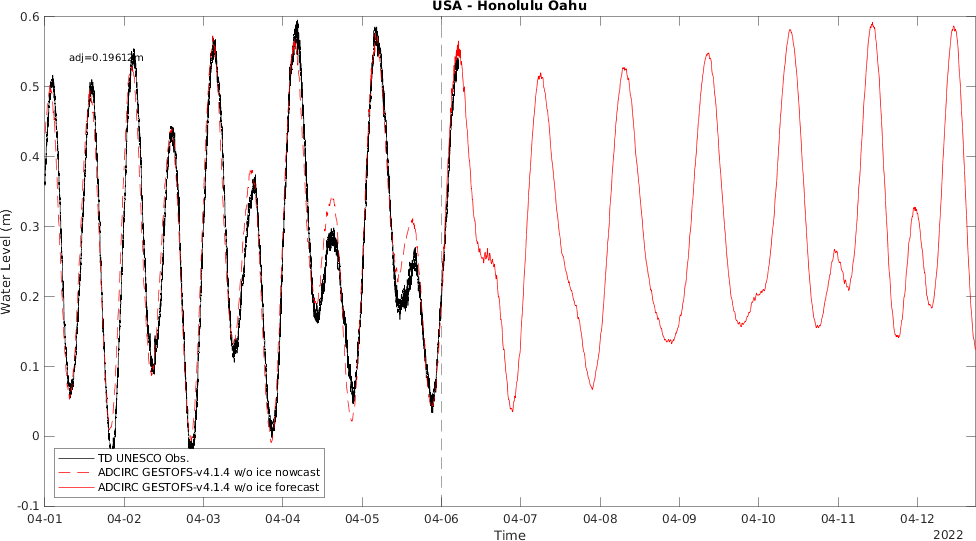 USA - Honolulu Oahu
adj=0.19612m
Water Level (m)
0.6
0.5
0.4
0.3
0.2
0.1
0
-0.1
TD UNESCO Obs.
ADCIRC GESTOFS-v4.1.4 w/o ice nowcast
ADCIRC GESTOFS-v4.1.4 w/o ice forecast
04-01 04-02 04-03 04-04 04-05 04-06 04-07 04-08 04-09 04-10 04-11 04-12
Time
2022